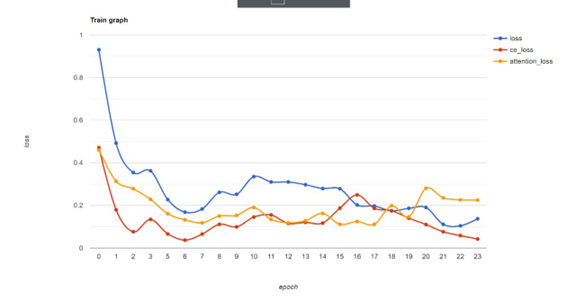 Train graph
1
0.8
0.6
0.4
0.2
0
loss
0 1 2 3 5 6 7 8 9 10 11 12 13 14 15 16 17 18 19 20 21 22 23
epoch
loss
ce_loss
attention_loss